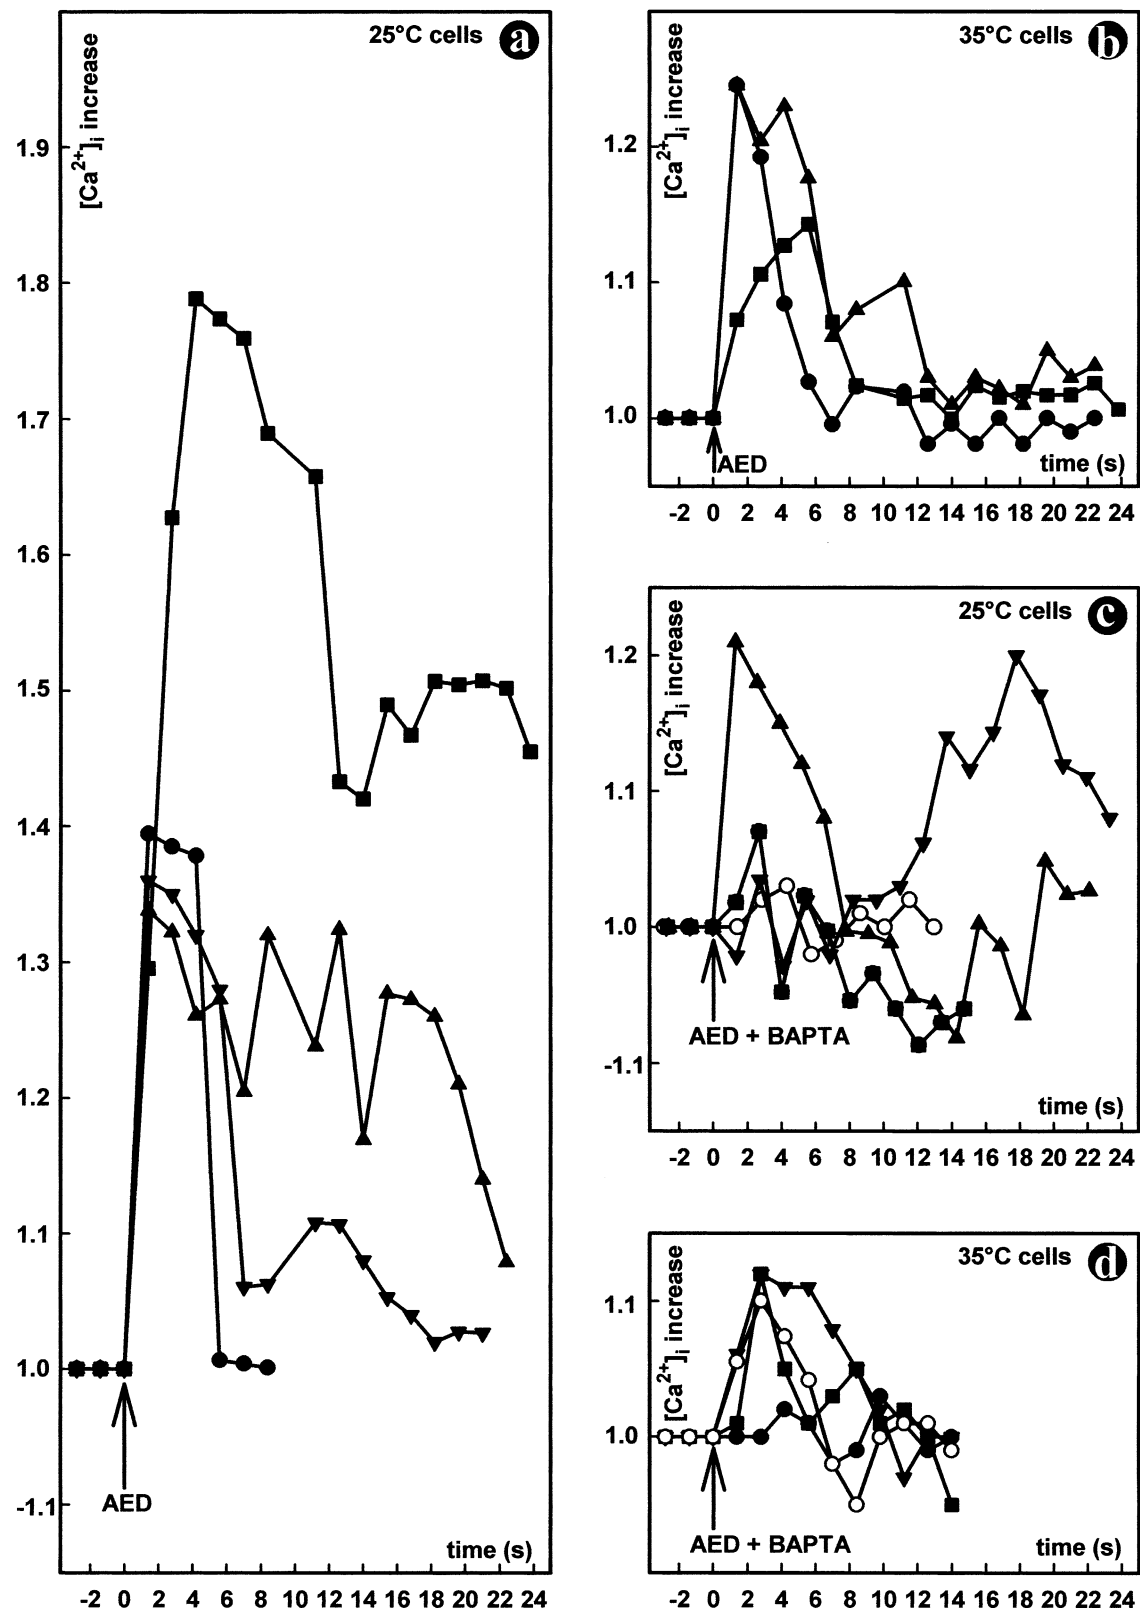 25°C cells a
[Ca2+]i increase
1.9
1.8
1.7
1.6
1.5
1.4
1.3
1.2
1.1
1.0
-1.1
AED
time (s)
-2 0 2 4 6 8 10 12 14 16 18 20 22 24
35°C cells b
[Ca2+]i increase
1.2
1.1
1.0
AED
time (s)
-2 0 2 4 6 8 10 12 14 16 18 20 22 24
25°C cells c
[Ca2+]i increase
1.2
1.1
1.0
-1.1
AED + BAPTA
time (s)
-2 0 2 4 6 8 10 12 14 16 18 20 22 24
35°C cells d
[Ca2+]i increase
1.1
1.0
AED + BAPTA
time (s)
-2 0 2 4 6 8 10 12 14 16 18 20 22 24